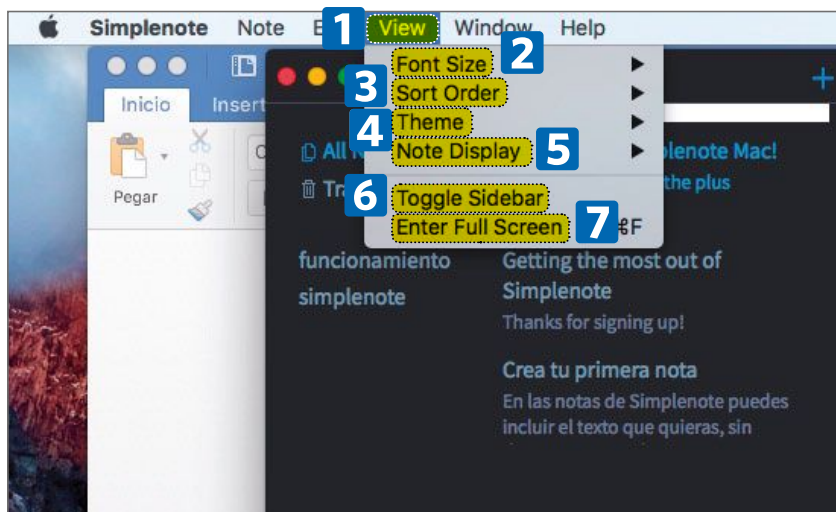 Simplenote Note E 1 View Window Help
Font Size 2
3 Sort Order
4 Theme
Note Display 5
6 Toggle Sidebar
Enter Full Screen 7 ⌘F
Inicio Insert
Pegar
All N
Tra
plenote Mac!
the plus
funcionamiento
simplenote
Getting the most out of
Simplenote
Thanks for signing up!
Crea tu primera nota
En las notas de Simplenote puedes
incluir el texto que quieras, sin